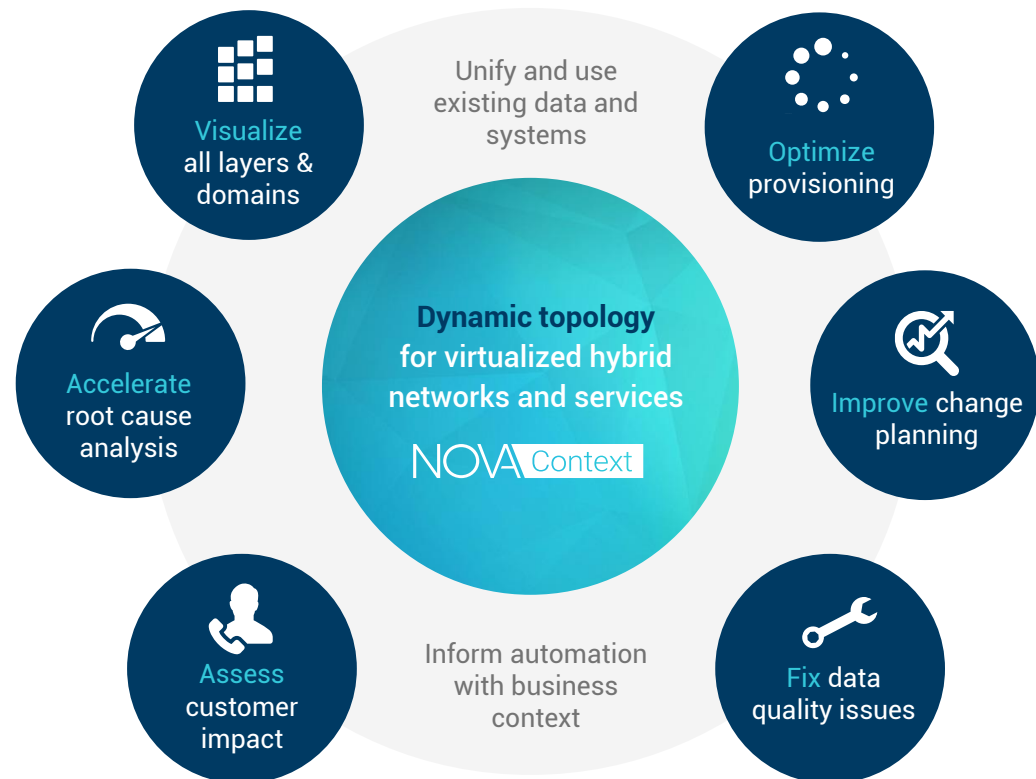 Visualize
all layers &
domains
Unify and use
existing data and
systems
Optimize
provisioning
Accelerate
root cause
analysis
Dynamic topology
for virtualized hybrid
networks and services
NOVA Context
Improve change
planning
Assess
customer
impact
Inform automation
with business
context
Fix data
quality issues